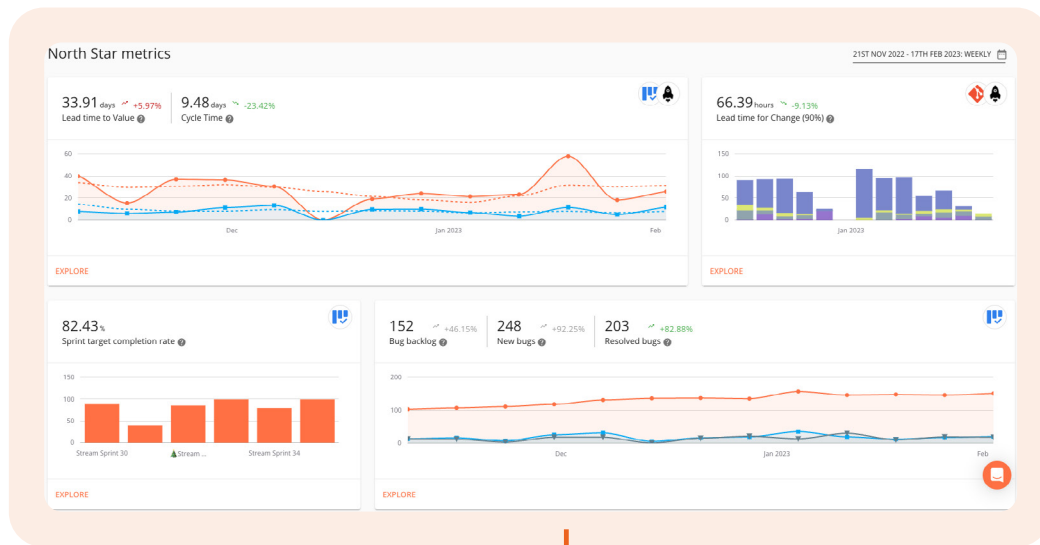 North Star metrics
21ST NOV 2022 - 17TH FEB 2023: WEEKLY
33.91 days +5.97%
Lead time to Value ?
9.48 days -23.42%
Cycle Time ?
60
40
20
0
Dec
Jan 2023
Feb
EXPLORE
66.39 hours -9.13%
Lead time for Change (90%) ?
150
100
50
0
Jan 2023
EXPLORE
82.43 %
Sprint target completion rate ?
150
100
50
0
Stream Sprint 30
Stream ...
Stream Sprint 34
EXPLORE
152 +46.15%
Bug backlog ?
248 +92.25%
New bugs ?
203 +82.88%
Resolved bugs ?
200
100
0
Dec
Jan 2023
Feb
EXPLORE